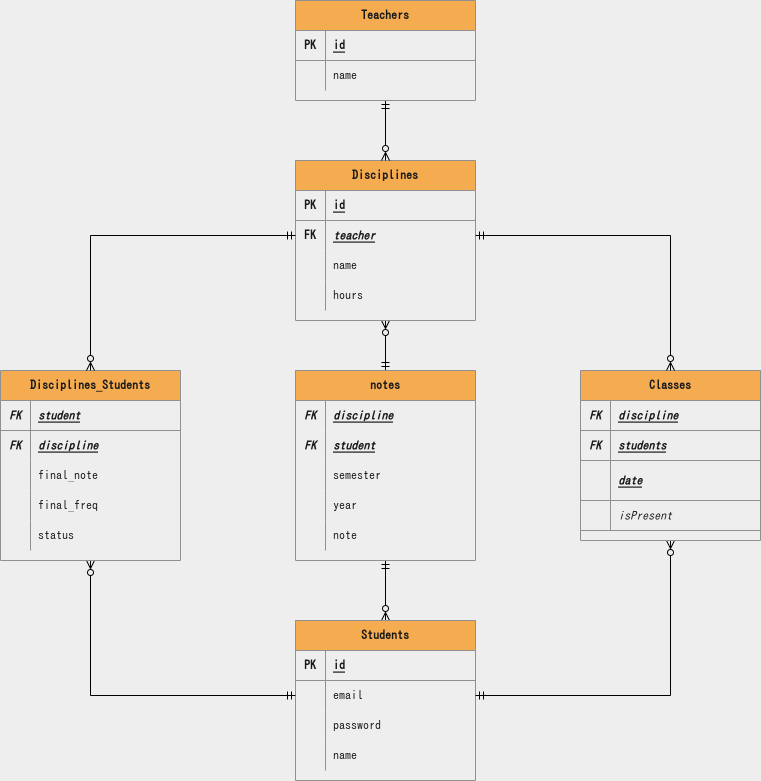 Teachers
PK id
name
Disciplines
PK id
FK teacher
name
hours
Disciplines_Students
FK student
FK discipline
final_note
final_freq
status
notes
FK discipline
FK student
semester
year
note
Classes
FK discipline
FK students
date
isPresent
Students
PK id
email
password
name